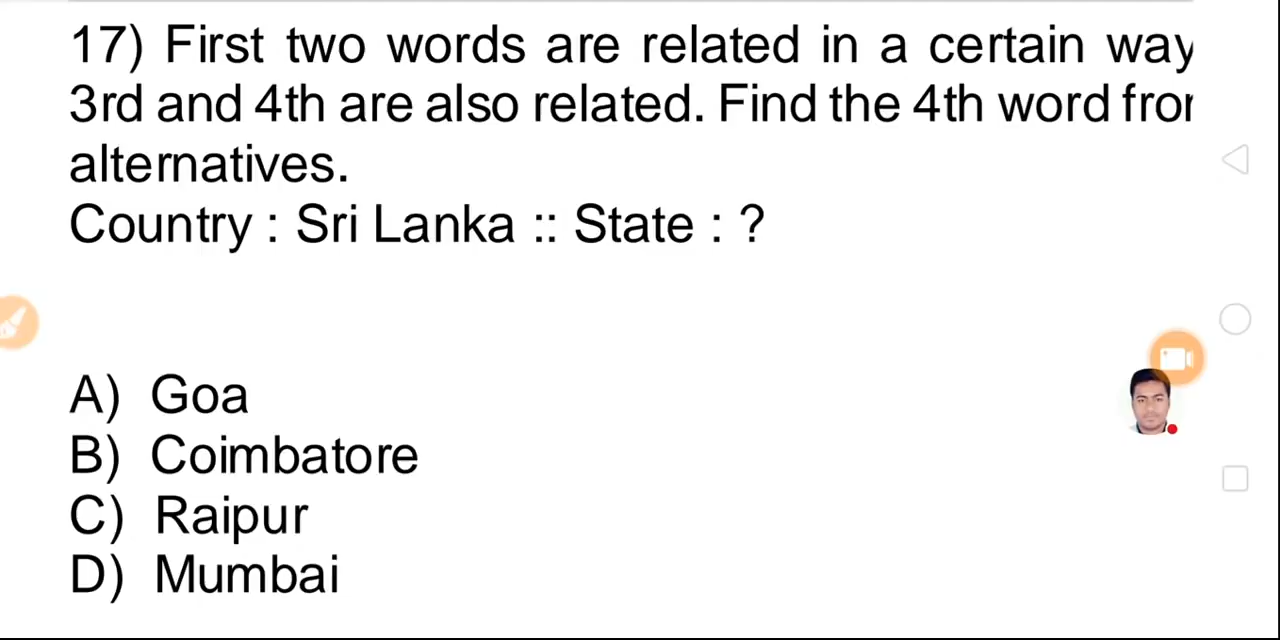 17) First two words are related in a certain way
3rd and 4th are also related. Find the 4th word
alternatives.
Country : Sri Lanka :: State : ?
A) Goa
B) Coimbatore
C) Raipur
D) Mumbai